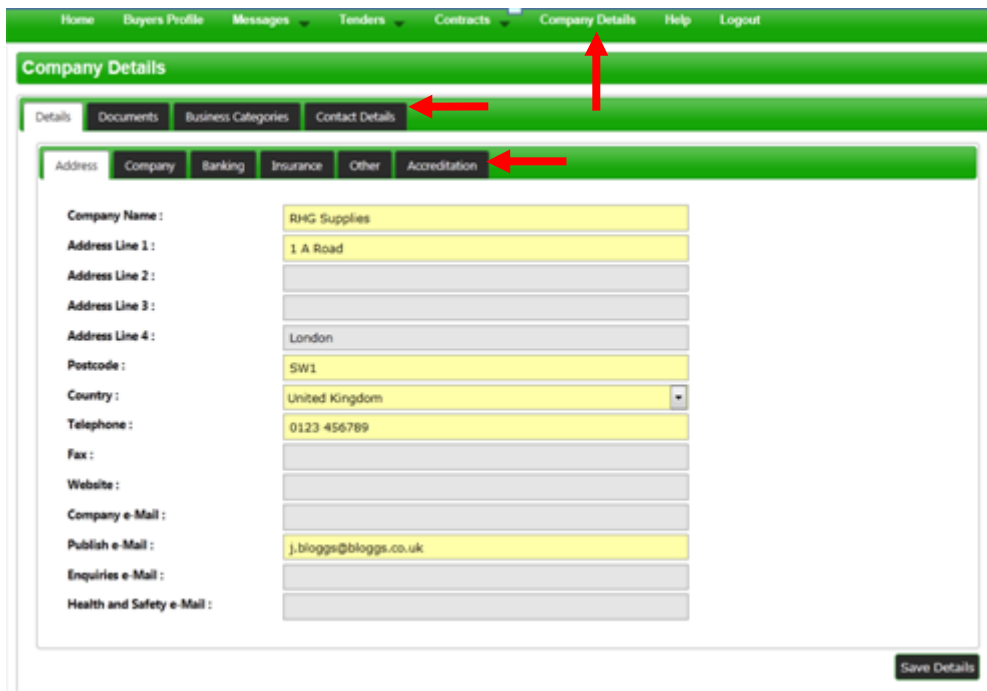 Home Buyers Profile Messages Tenders Contracts Company Details Help Logout
Company Details
Details Documents Business Categories Contact Details
Address Company Banking Insurance Other Accreditation
Company Name : RHG Supplies
Address Line 1 : 1 A Road
Address Line 2 :
Address Line 3 :
Address Line 4 : London
Postcode : SW1
Country : United Kingdom
Telephone : 0123 456789
Fax :
Website :
Company e-Mail :
Publish e-Mail : j.bloggs@bloggs.co.uk
Enquiries e-Mail :
Health and Safety e-Mail :
Save Details